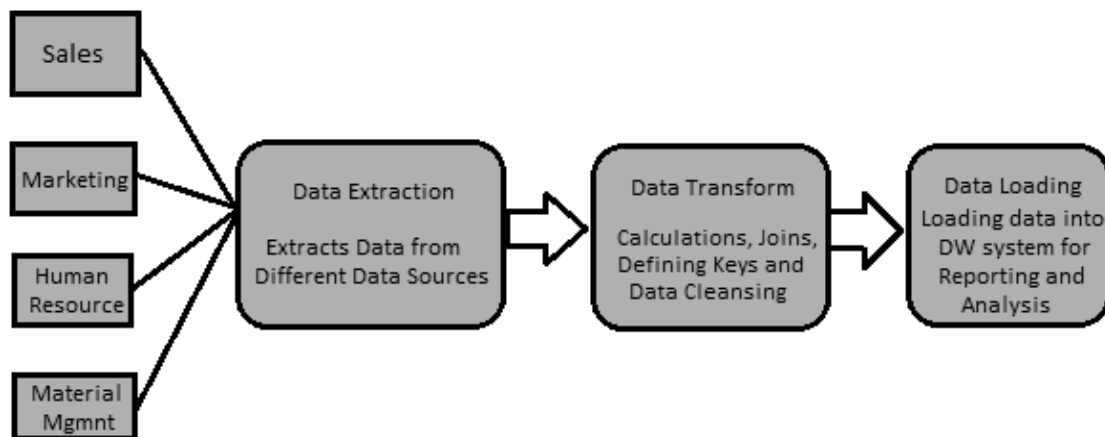 Sales
Marketing
Human
Resource
Material
Mgmnt
Data Extraction
Extracts Data from
Different Data Sources
Data Transform
Calculations, Joins,
Defining Keys and
Data Cleansing
Data Loading
Loading data into
DW system for
Reporting and
Analysis